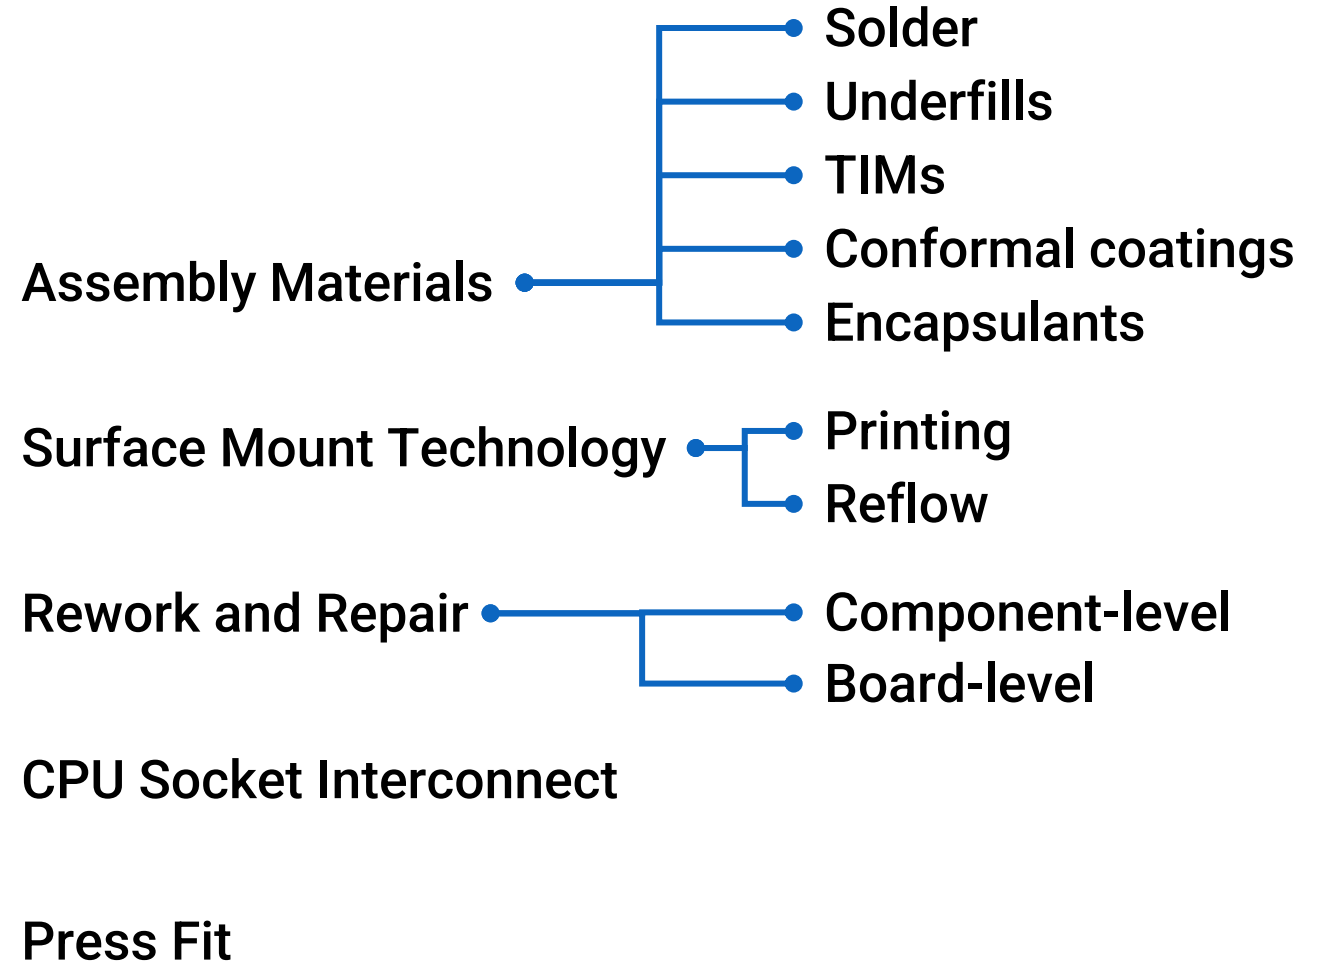 Assembly Materials
Solder
Underfills
TIMs
Conformal coatings
Encapsulants
Surface Mount Technology
Printing
Reflow
Rework and Repair
Component-level
Board-level
CPU Socket Interconnect
Press Fit